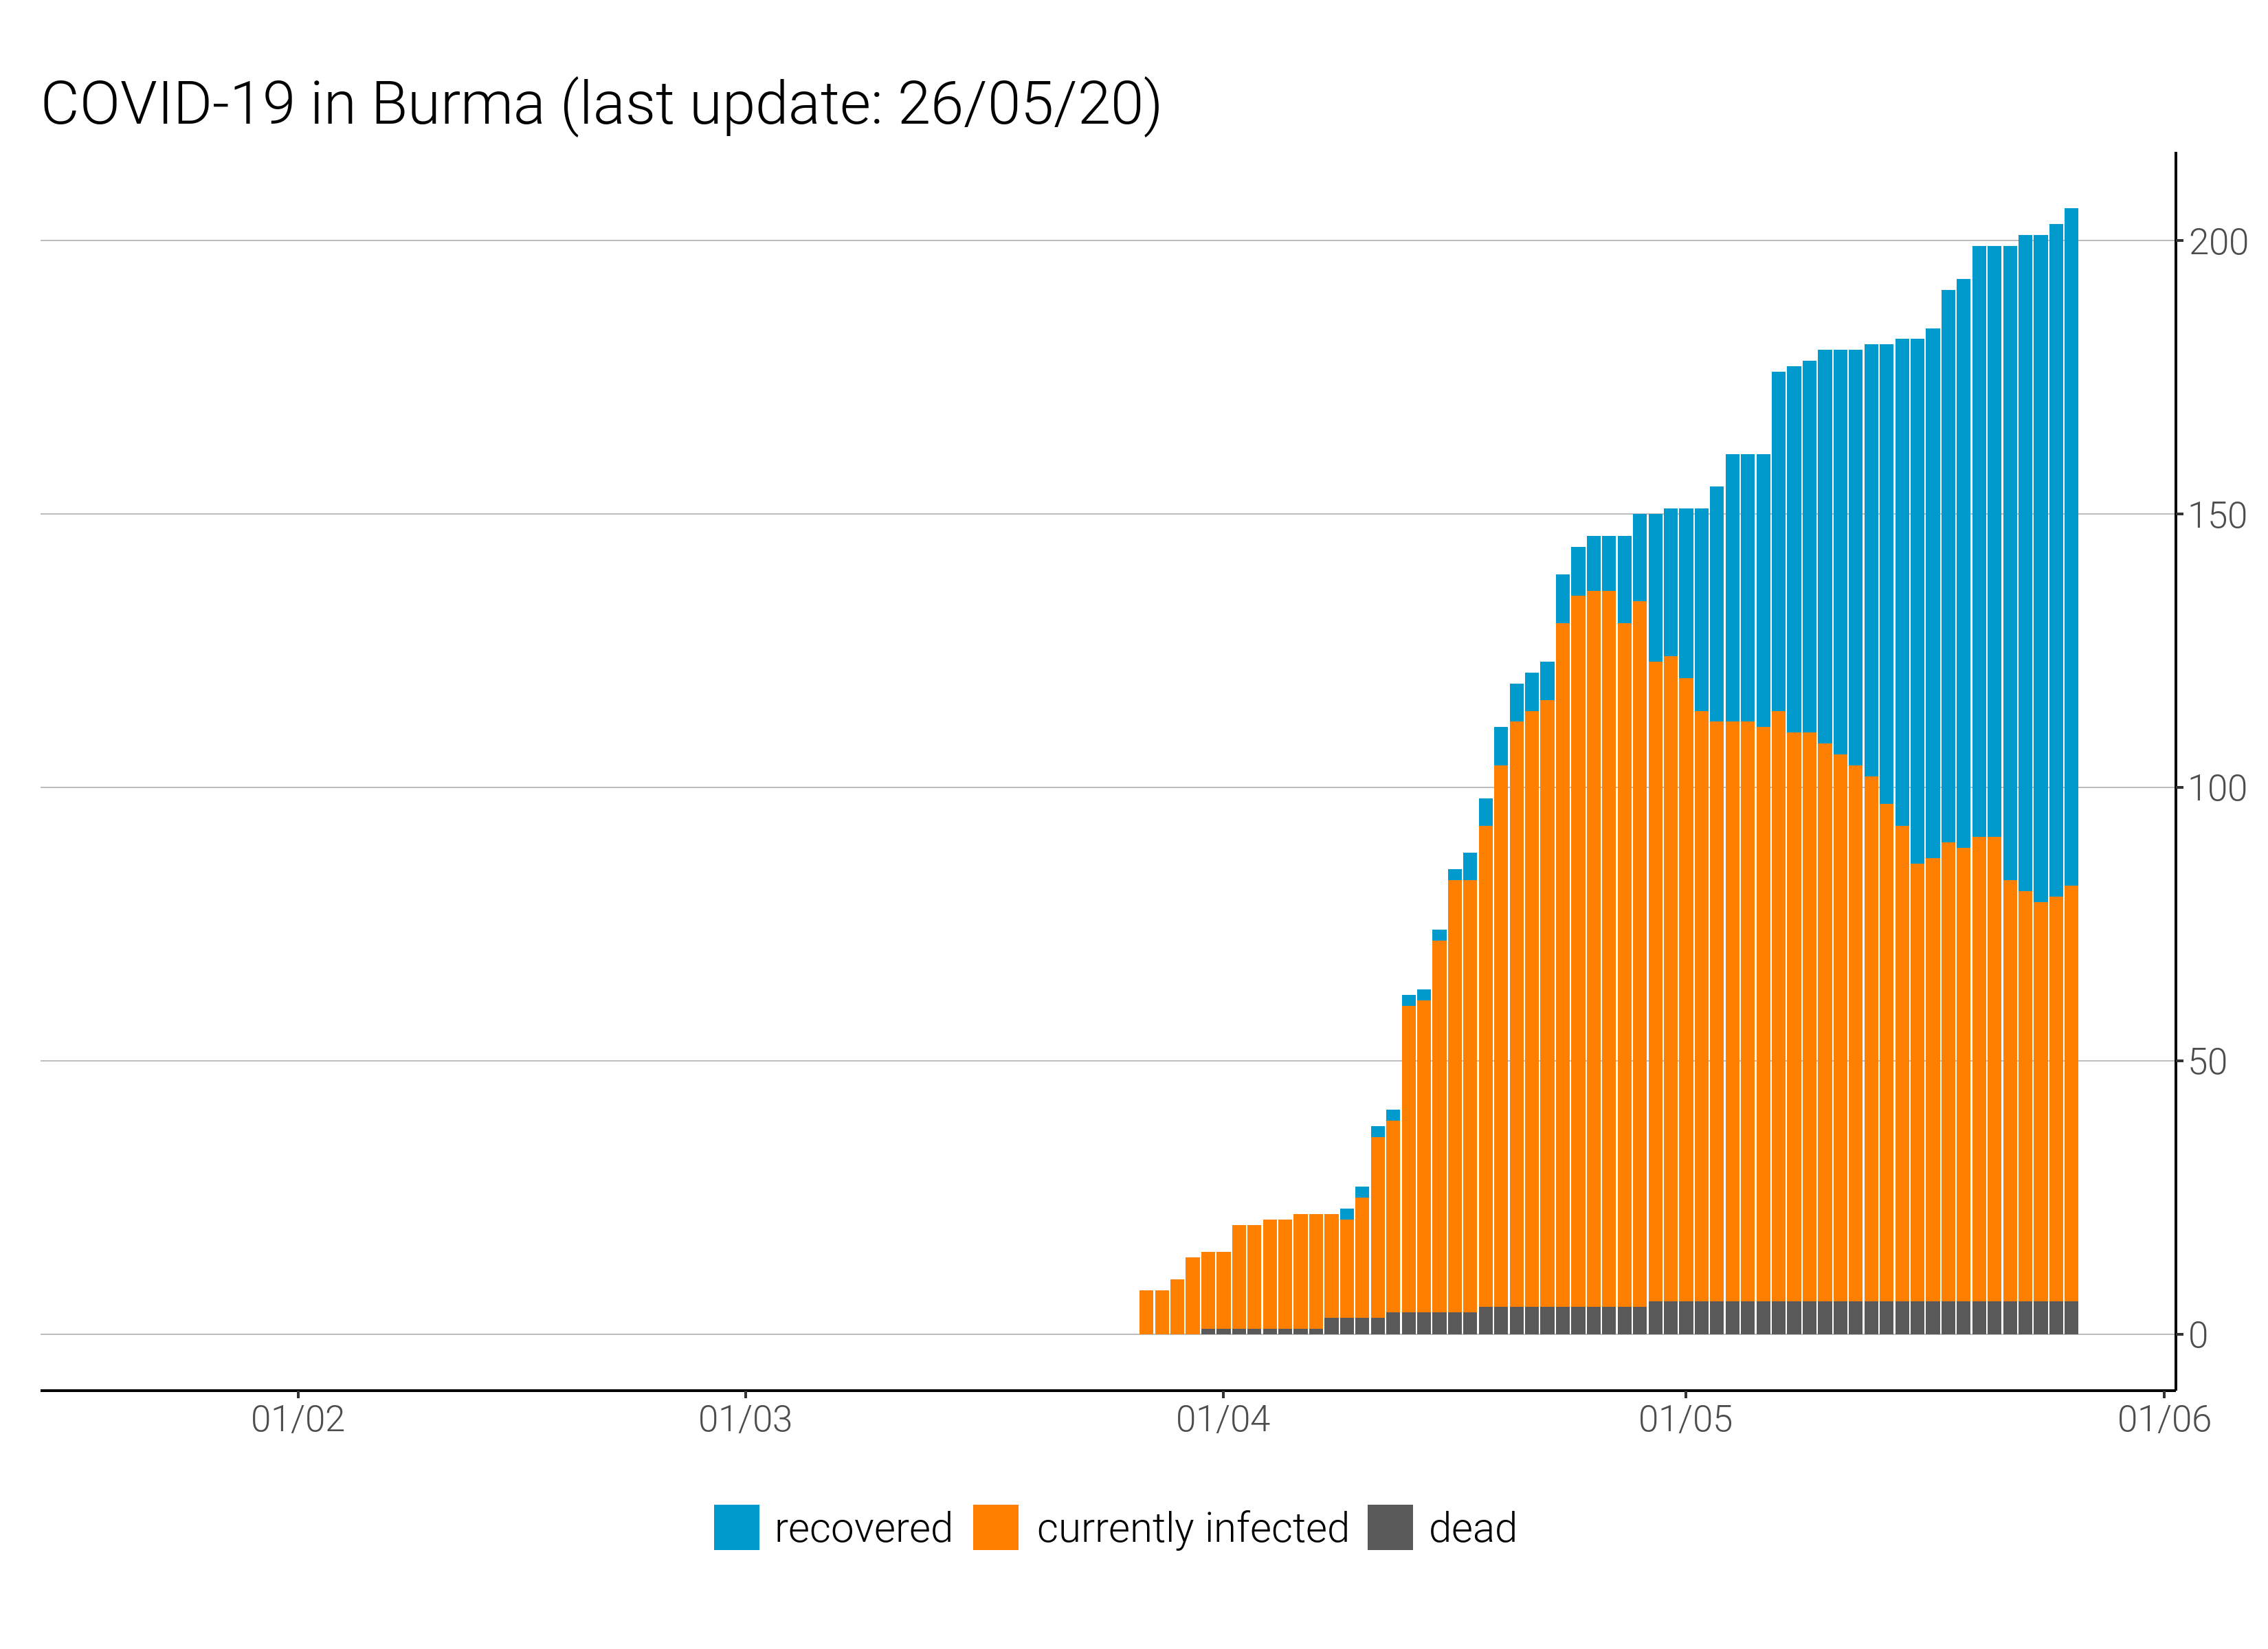 COVID-19 in Burma (last update: 26/05/20)
200
150
100
50
0
01/02 01/03 01/04 01/05 01/06
recovered currently infected dead